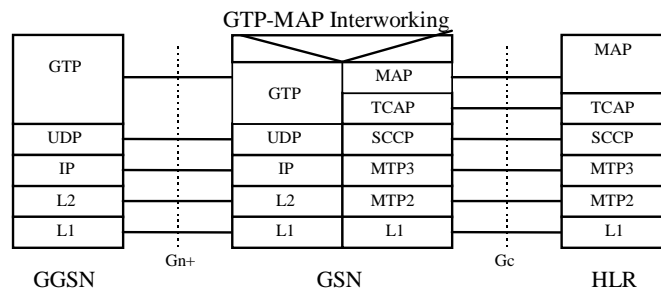 GTP-MAP Interworking
GTP
MAP
MAP
GTP
TCAP
TCAP
UDP
UDP
SCCP
SCCP
IP
IP
MTP3
MTP3
L2
L2
MTP2
MTP2
L1
L1
L1
L1
Gn+
Gc
GGSN
GSN
HLR